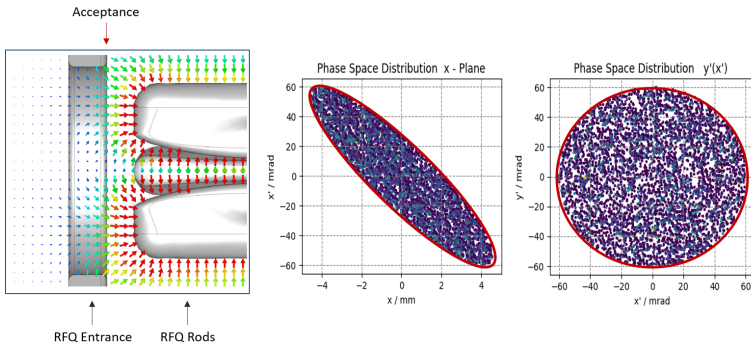 Acceptance
RFQ Entrance
RFQ Rods
Phase Space Distribution x - Plane
60
40
20
0
−20
−40
−60
x' / mrad
−4
−2
0
2
4
x / mm
Phase Space Distribution y'(x')
60
40
20
0
−20
−40
−60
y' / mrad
−60
−40
−20
0
20
40
60
x' / mrad